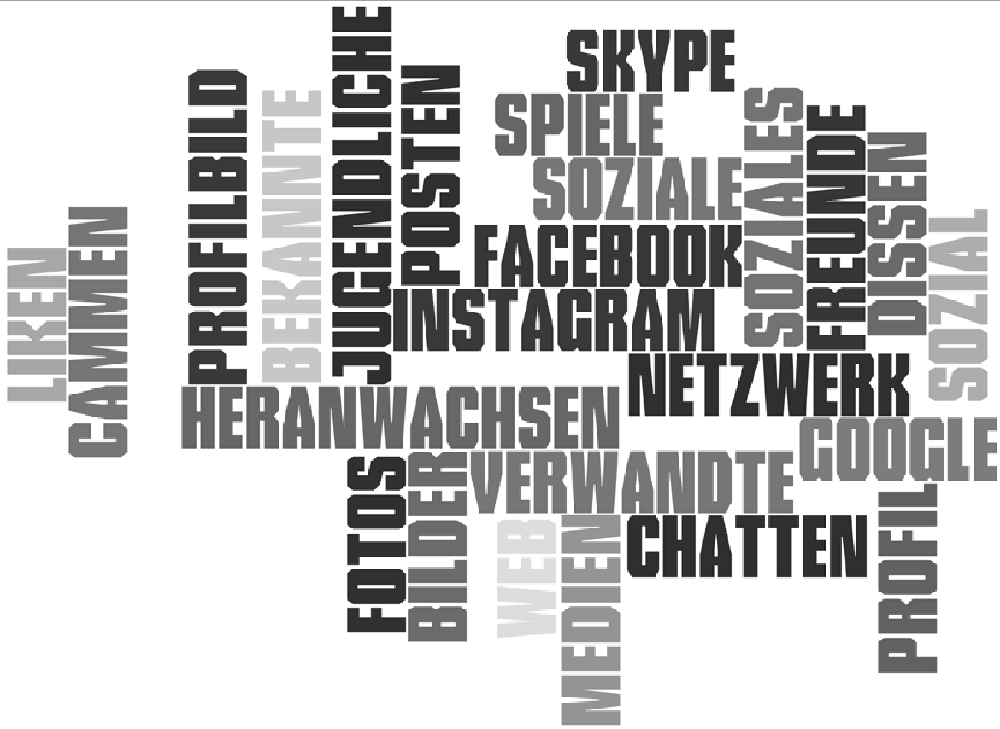 LIKEN
CAMMEN
PROFILBILD
BEKANNTE
JUGENDLICHE
POSTEN
SKYPE
SPIELE
SOZIALE
FACEBOOK
INSTAGRAM
SOZIALES
FREUNDE
DISSEN
SOZIAL
NETZWERK
HERANWACHSEN
GOOGLE
VERWANDTE
FOTOS
BILDER
WEB
MEDIEN
CHATTEN
PROFIL